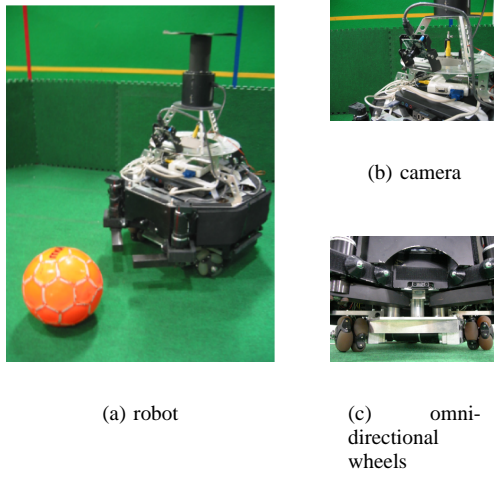 (a) robot
(b) camera
(c) omni-
directional
wheels